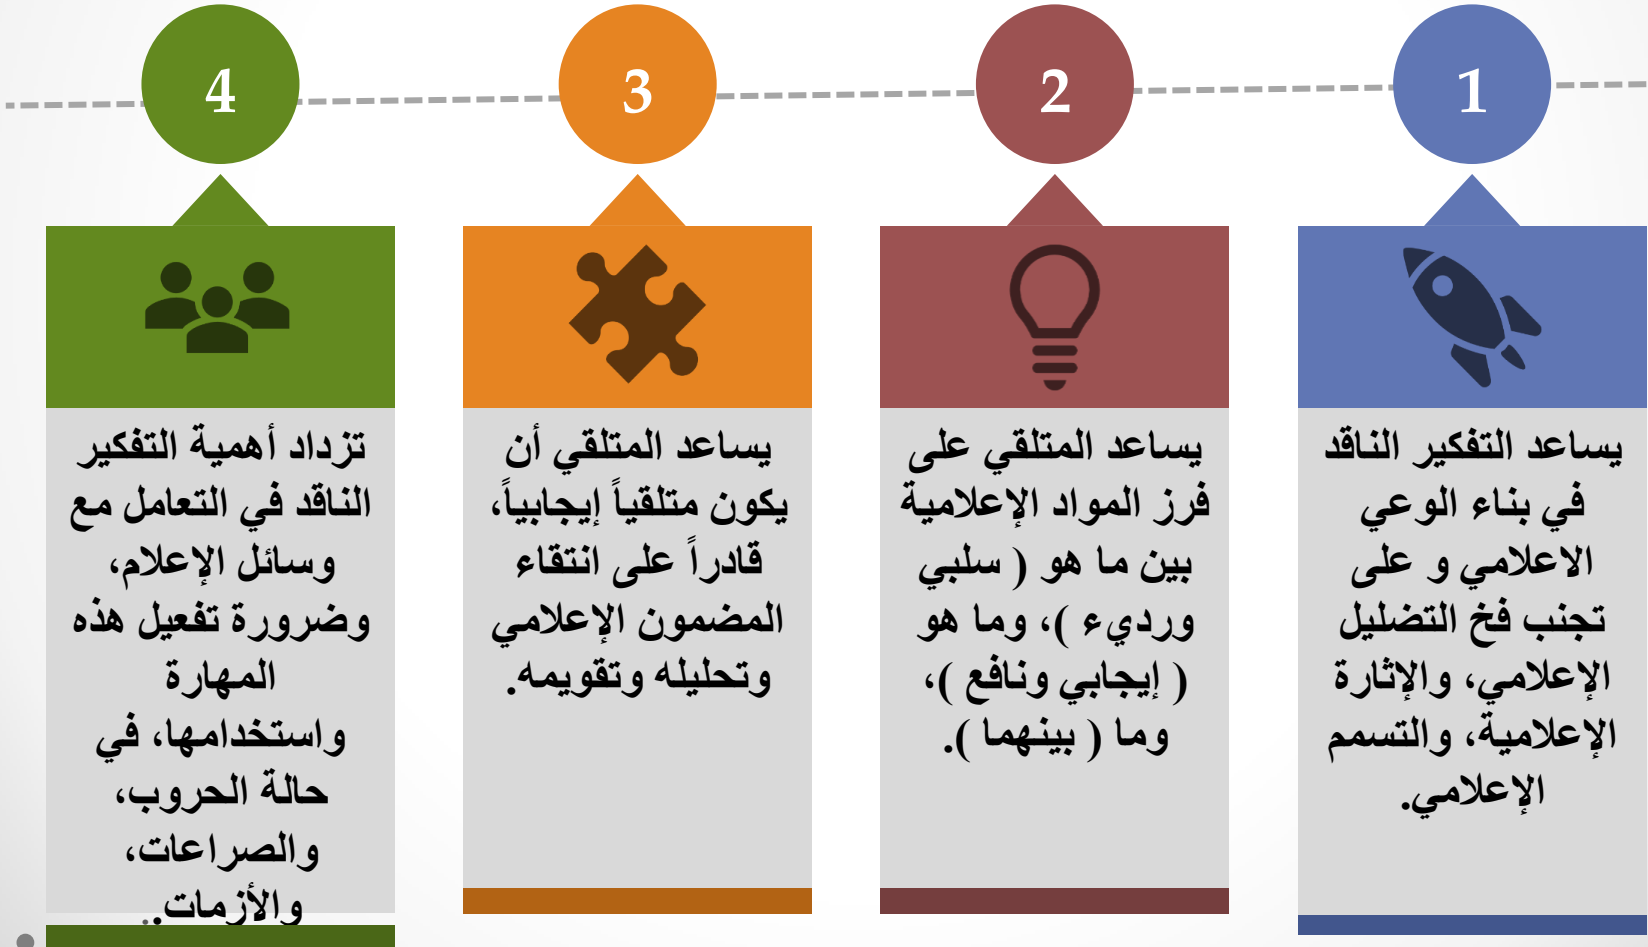 1
يساعد التفكير الناقد
في بناء الوعي
الاعلامي و على
تجنب فخ التضليل
الإعلامي، والإثارة
الإعلامية، والتسمم
الإعلامي.
2
يساعد المتلقي على
فرز المواد الإعلامية
بين ما هو ( سلبي
ورديء )، وما هو
( إيجابي ونافع )،
وما ( بينهما ).
3
يساعد المتلقي أن
يكون متلقياً إيجابياً،
قادراً على انتقاء
المضمون الإعلامي
وتحليله وتقويمه.
4
تزداد أهمية التفكير
الناقد في التعامل مع
وسائل الإعلام،
وضرورة تفعيل هذه
المهارة
واستخدامها، في
حالة الحروب،
والصراعات،
والأزمات..